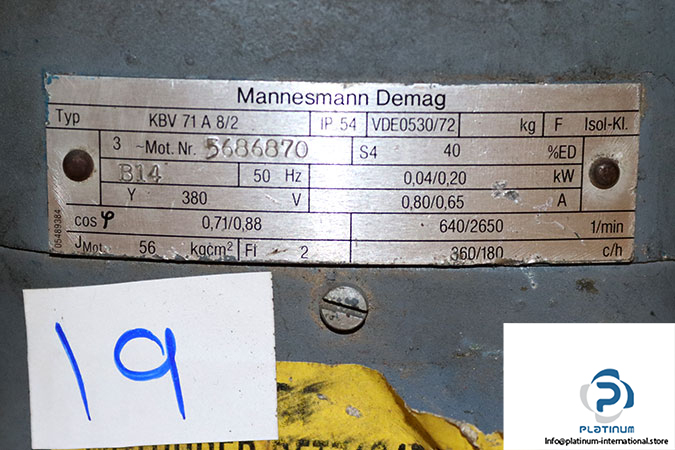 Mannesmann Demag
Typ KBV 71 A 8/2 IP 54 VDE0530/72 kg F Isol-Kl.
3 ~Mot. Nr. 5686870 S4 40 %ED
B14 50 Hz 0,04/0,20 kW
Y 380 V 0,80/0,65 A
cos φ 0,71/0,88 640/2650 1/min
JMot 56 kgcm² FI 2 360/180 c/h
05489384
19
PLATINUM
Info@platinum-international.store